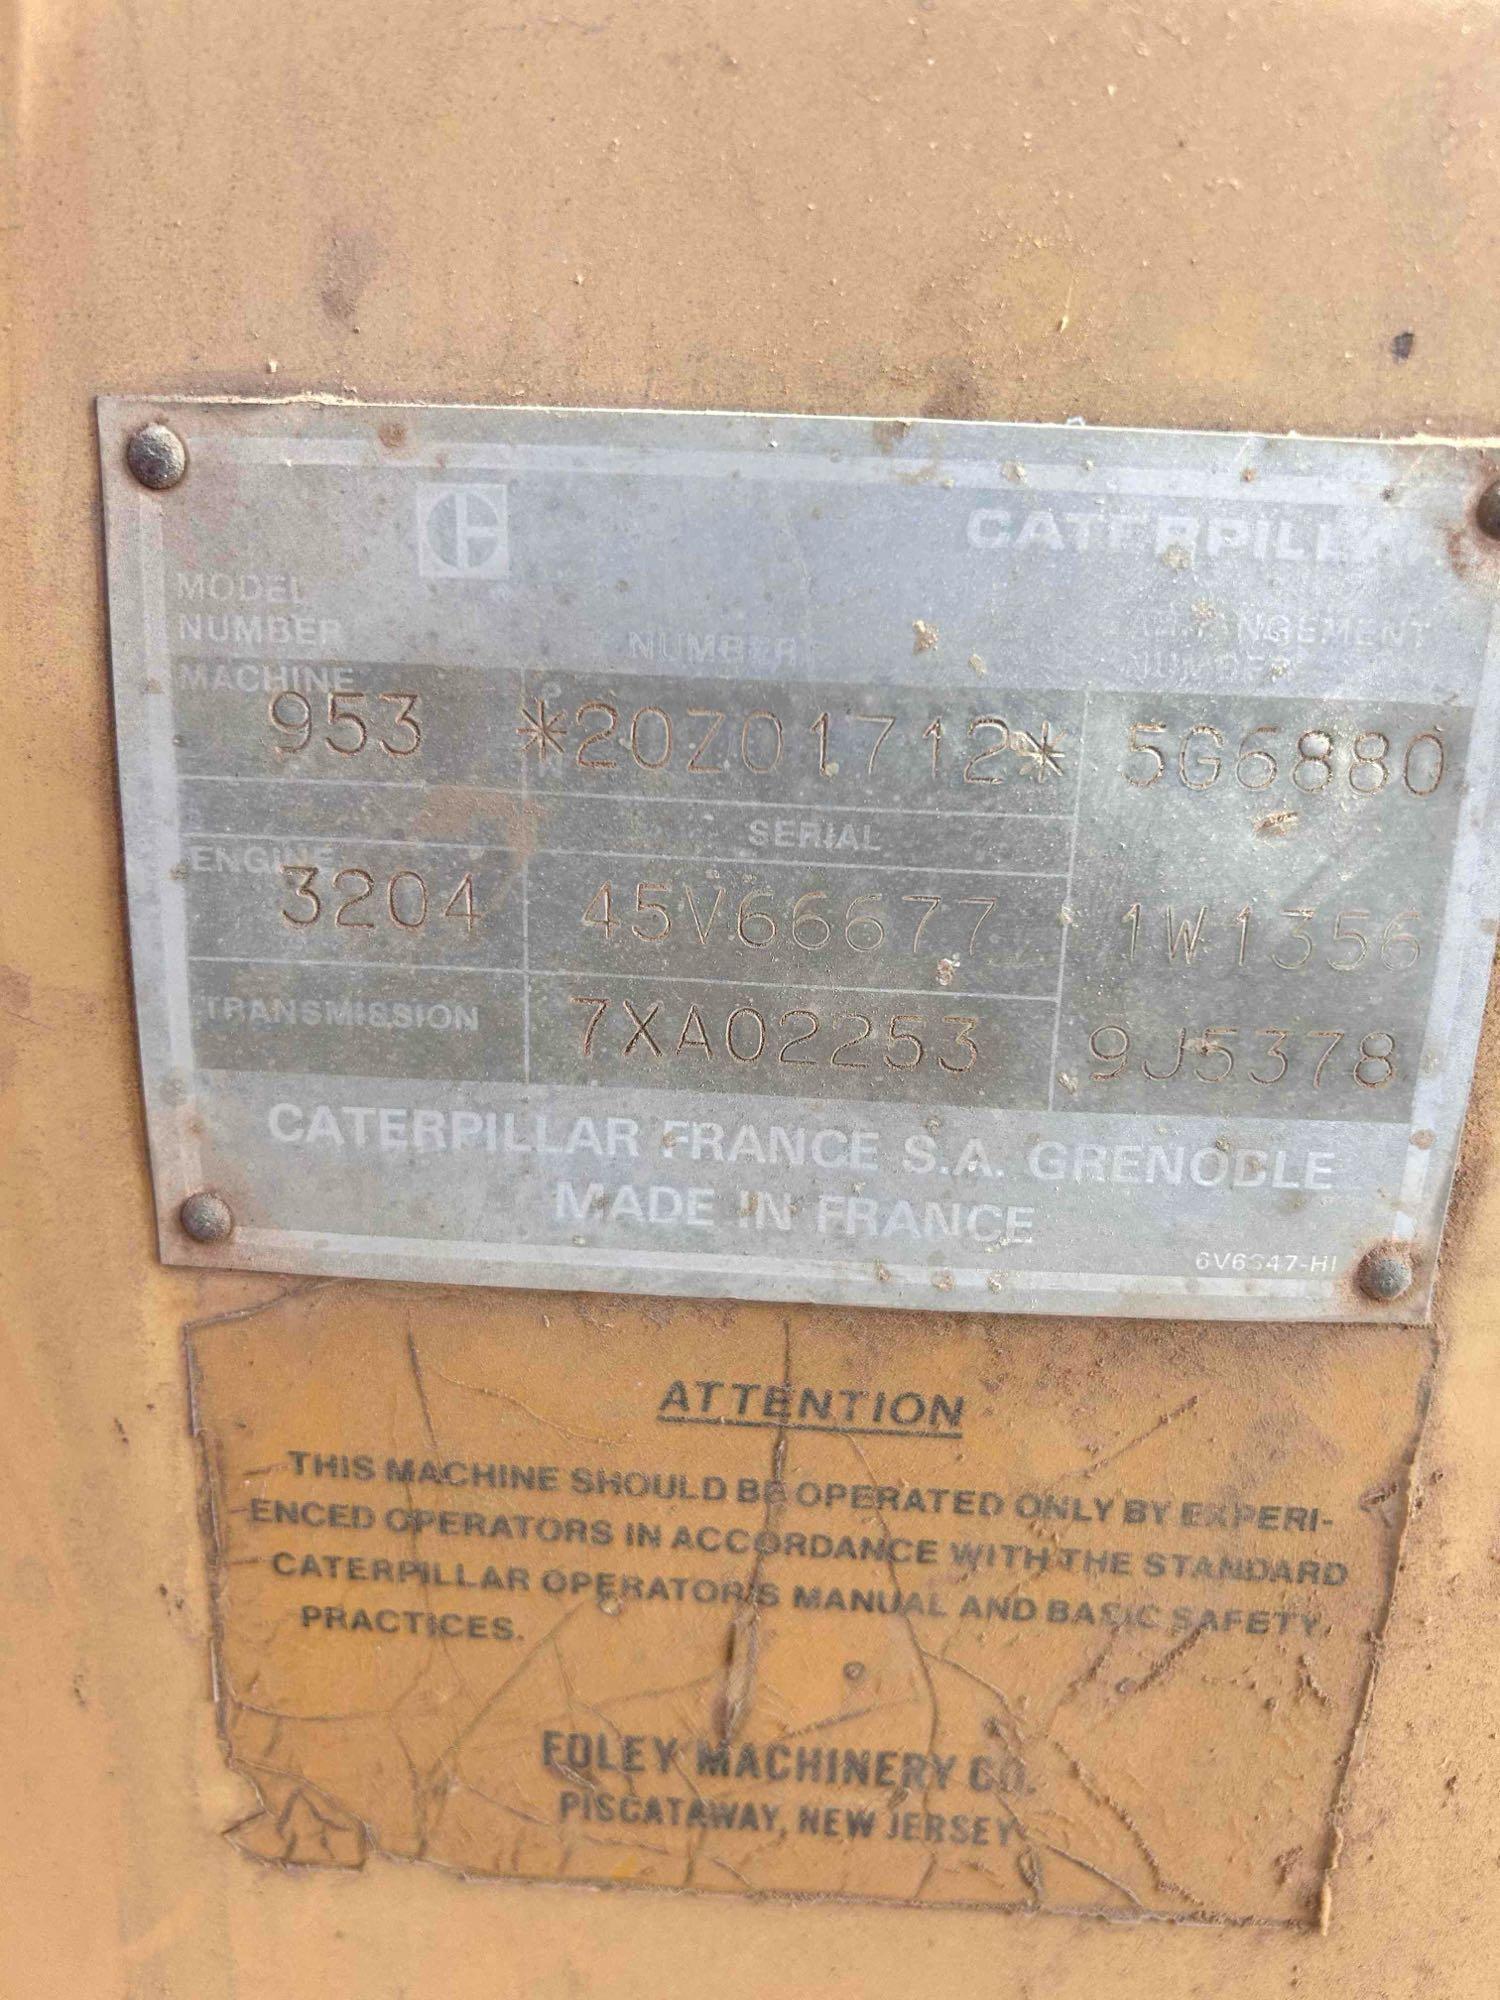 CATERPILLAR
MODEL
NUMBER
NUMBER
ARRANGEMENT
NUMBER
MACHINE
953
P
I
N
*20Z01712*
5G6880
SERIAL
ENGINE
3204
45V66677
1W1356
TRANSMISSION
7XA02253
9J5378
CATERPILLAR FRANCE S.A. GRENOBLE
MADE IN FRANCE
ATTENTION
THIS MACHINE SHOULD BE OPERATED ONLY BY EXPERI-
ENCED OPERATORS IN ACCORDANCE WITH THE STANDARD
CATERPILLAR OPERATOR'S MANUAL AND BASIC SAFETY
PRACTICES.
FOLEY MACHINERY CO.
PISCATAWAY, NEW JERSEY